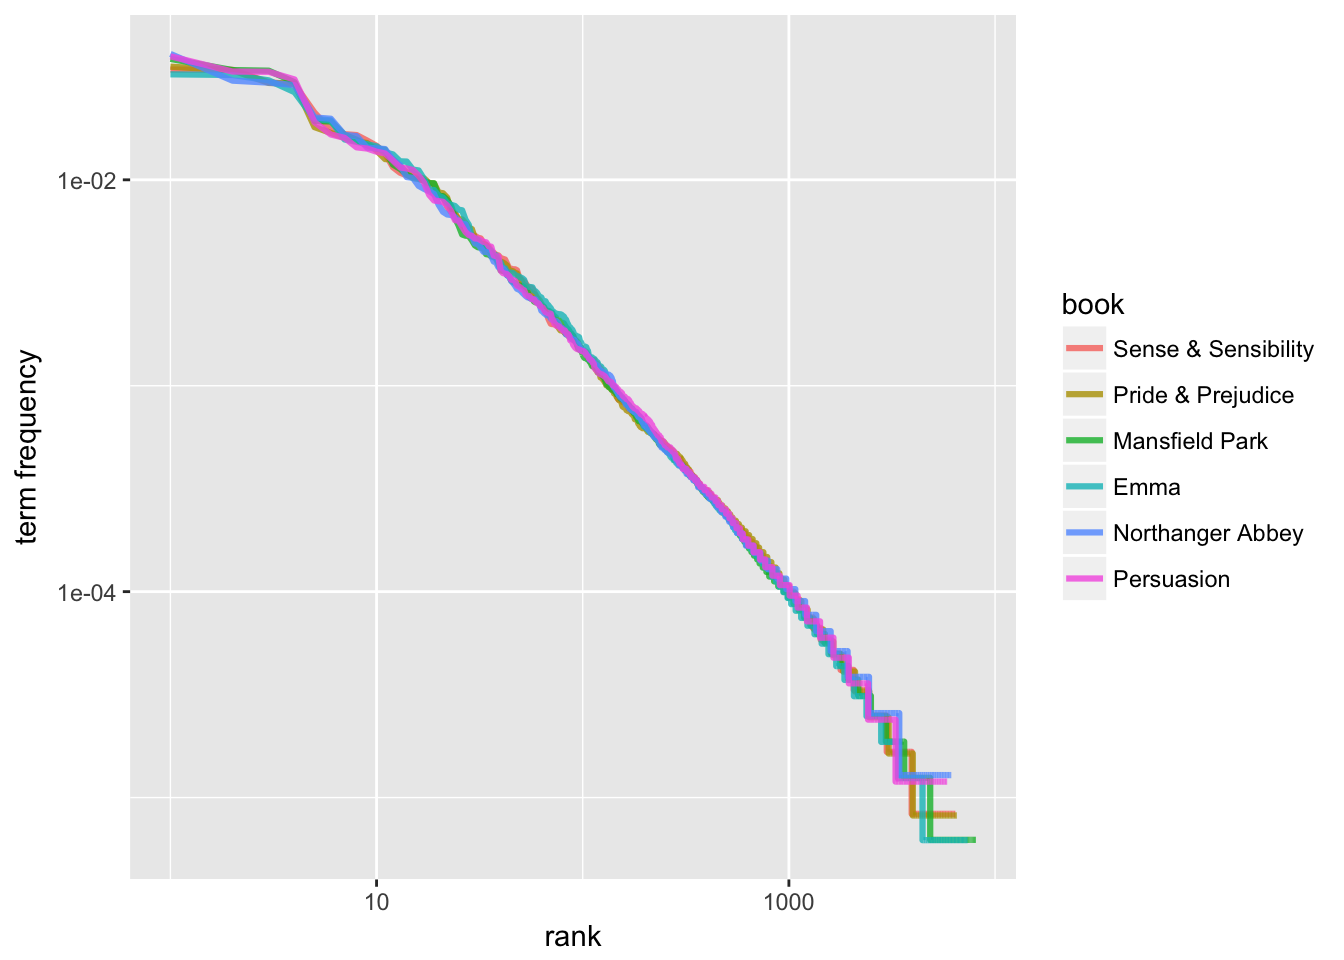 term frequency
1e-02
1e-04
10
1000
rank
book
Sense & Sensibility
Pride & Prejudice
Mansfield Park
Emma
Northanger Abbey
Persuasion